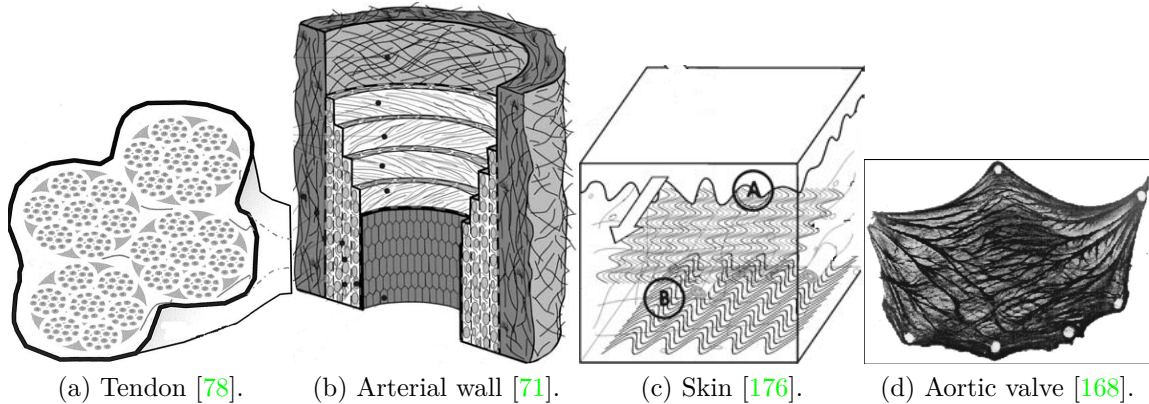 A
B
(a) Tendon [78].
(b) Arterial wall [71].
(c) Skin [176].
(d) Aortic valve [168].